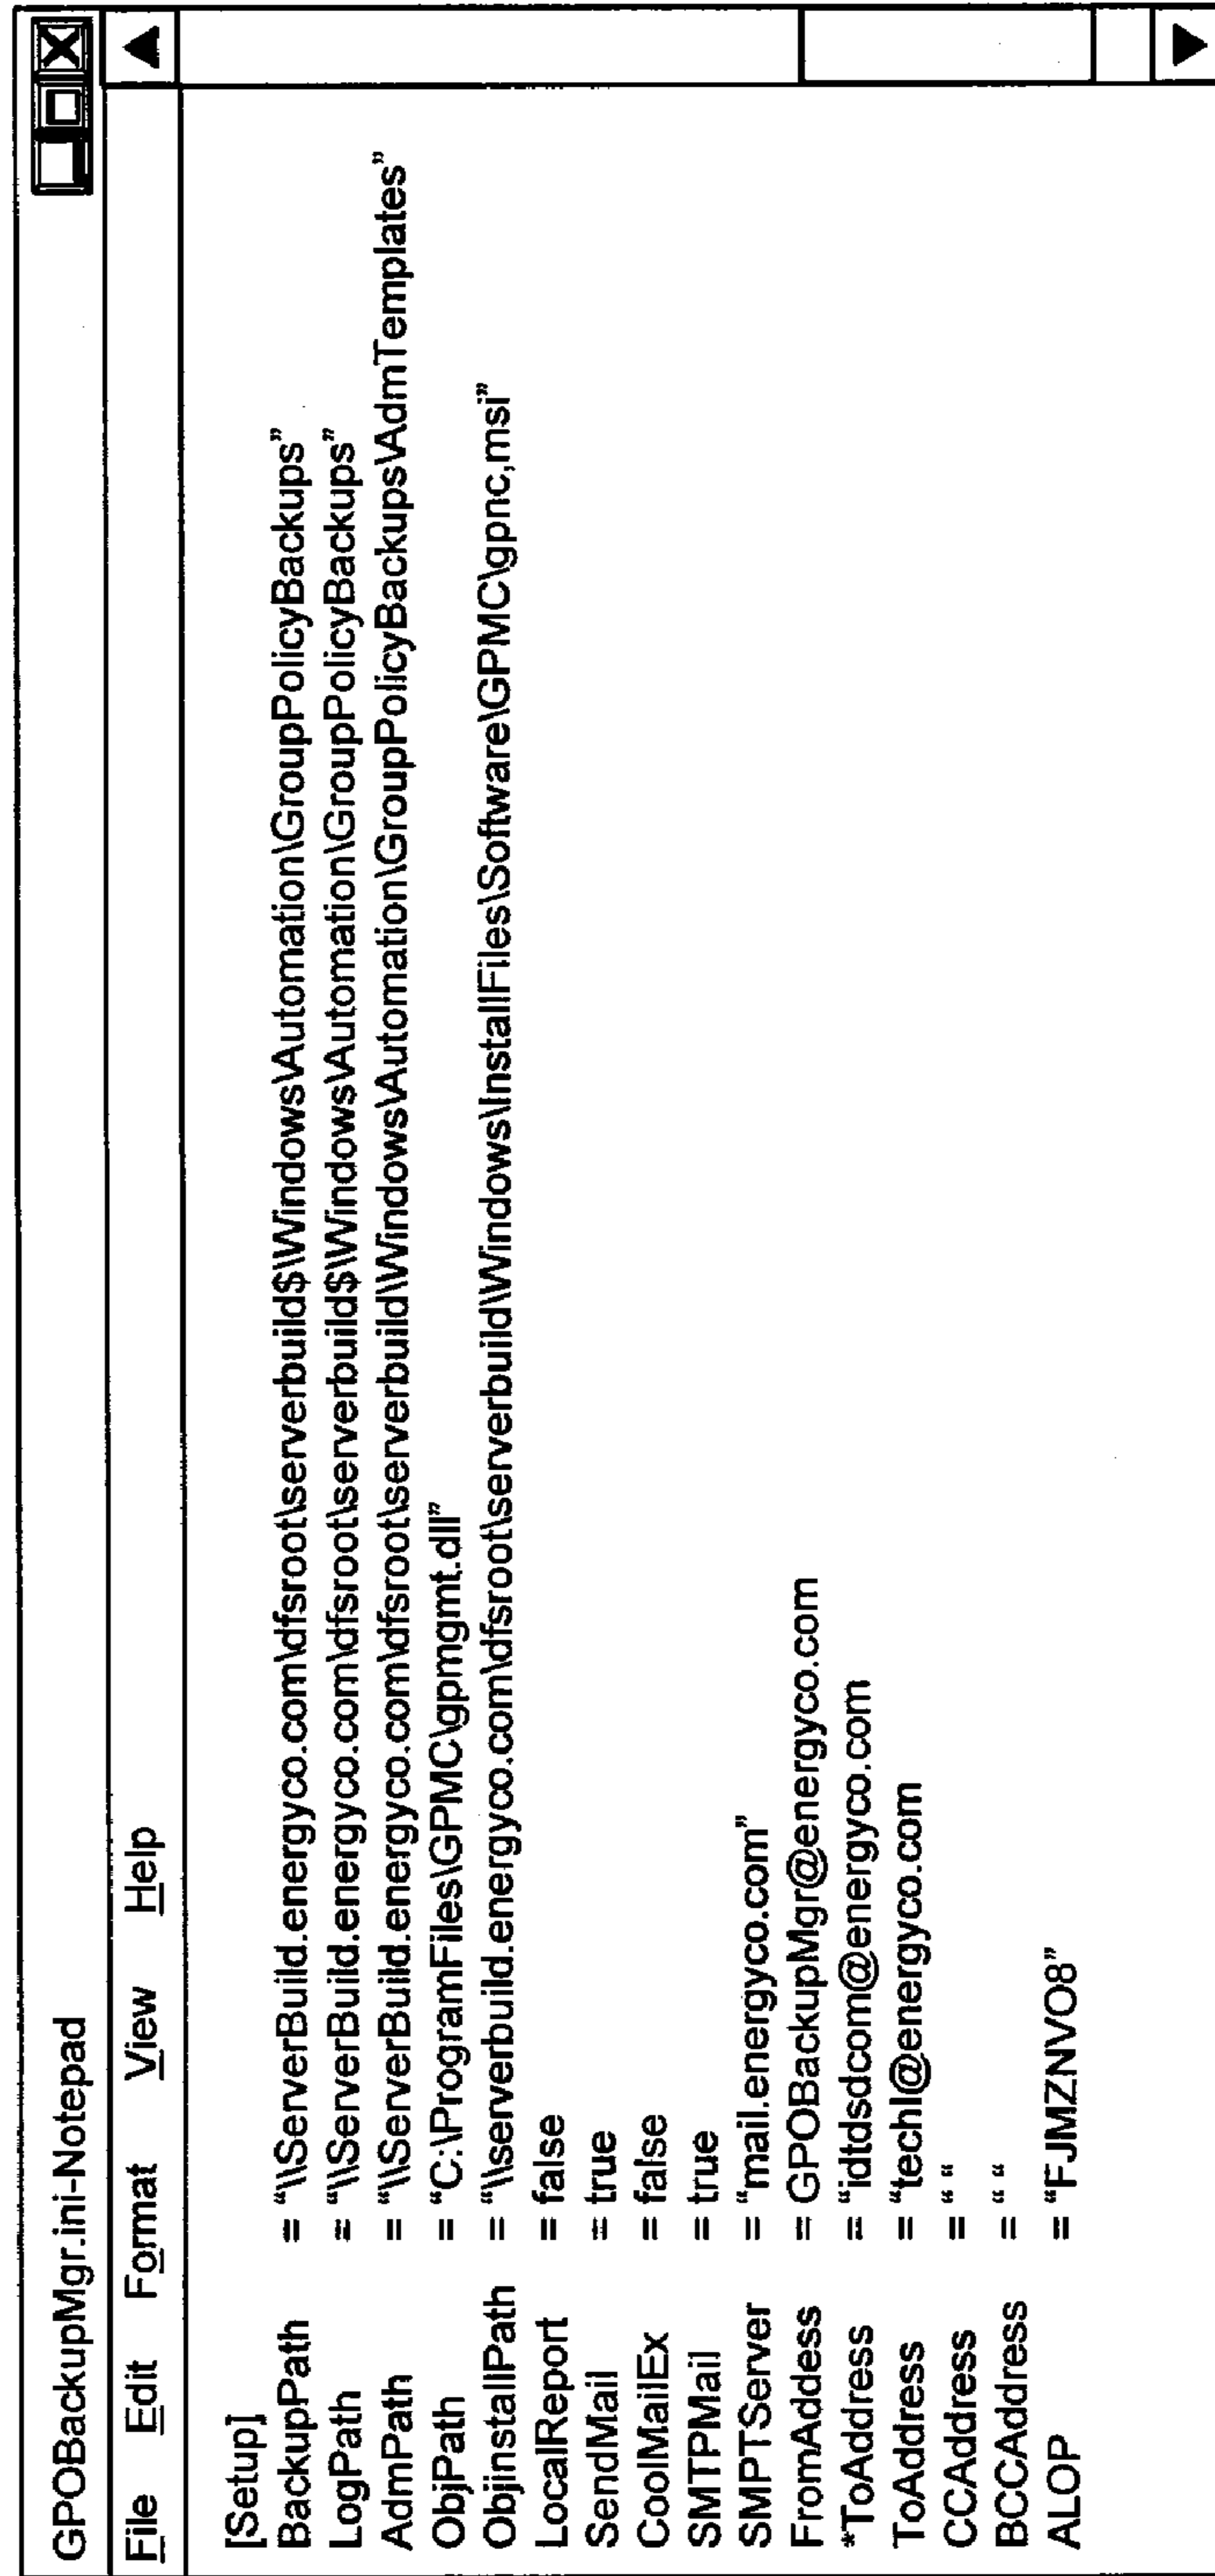 GPOBackupMgr.ini-Notepad
File Edit Format View Help
[Setup]
BackupPath = “\\ServerBuild.energyco.com\dfsroot\serverbuild$\Windows\Automation\GroupPolicyBackups”
LogPath = “\\ServerBuild.energyco.com\dfsroot\serverbuild$\Windows\Automation\GroupPolicyBackups”
AdmPath = “\\ServerBuild.energyco.com\dfsroot\serverbuild\Windows\Automation\GroupPolicyBackups\AdmTemplates”
ObjPath = “C:\ProgramFiles\GPMC\gpmgmt.dll”
ObjinstallPath = “\\serverbuild.energyco.com\dfsroot\serverbuild\Windows\InstallFiles\Software\GPMC\gpnc,msi”
LocalReport = false
SendMail = true
CoolMailEx = false
SMTPMail = true
SMPTServer = “mail.energyco.com”
FromAddess = GPOBackupMgr@energyco.com
*ToAddress = “idtdsdcom@energyco.com
ToAddress = “techl@energyco.com
CCAddress = “ “
BCCAddress = “ “
ALOP = “FJMZNVO8”